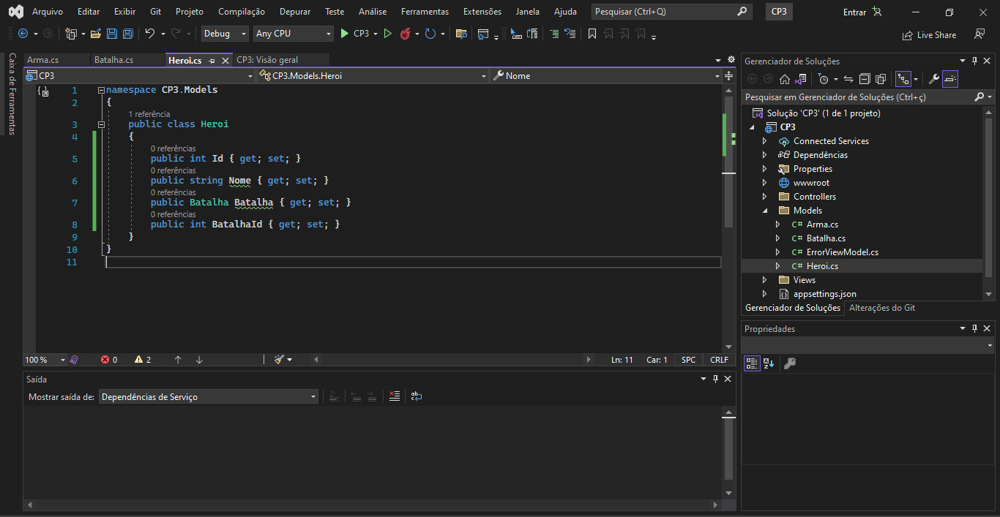 Arquivo Editar Exibir Git Projeto Compilação Depurar Teste Análise Ferramentas Extensões Janela Ajuda Pesquisar (Ctrl+Q) CP3 Entrar
Debug Any CPU CP3 Live Share
Caixa de Ferramentas
Arma.cs Batalha.cs Heroi.cs CP3: Visão geral
CP3 CP3.Models.Heroi Nome
1 namespace CP3.Models
2 {
1 referência
3 public class Heroi
4 {
0 referências
5 public int Id { get; set; }
0 referências
6 public string Nome { get; set; }
0 referências
7 public Batalha Batalha { get; set; }
0 referências
8 public int BatalhaId { get; set; }
9 }
10 }
11
100 % 0 2 Ln: 11 Car: 1 SPC CRLF
Saída
Mostrar saída de: Dependências de Serviço
Gerenciador de Soluções
Pesquisar em Gerenciador de Soluções (Ctrl+ç)
Solução 'CP3' (1 de 1 projeto)
CP3
Connected Services
Dependências
Properties
wwwroot
Controllers
Models
C# Arma.cs
C# Batalha.cs
C# ErrorViewModel.cs
C# Heroi.cs
Views
appsettings.json
Gerenciador de Soluções Alterações do Git
Propriedades